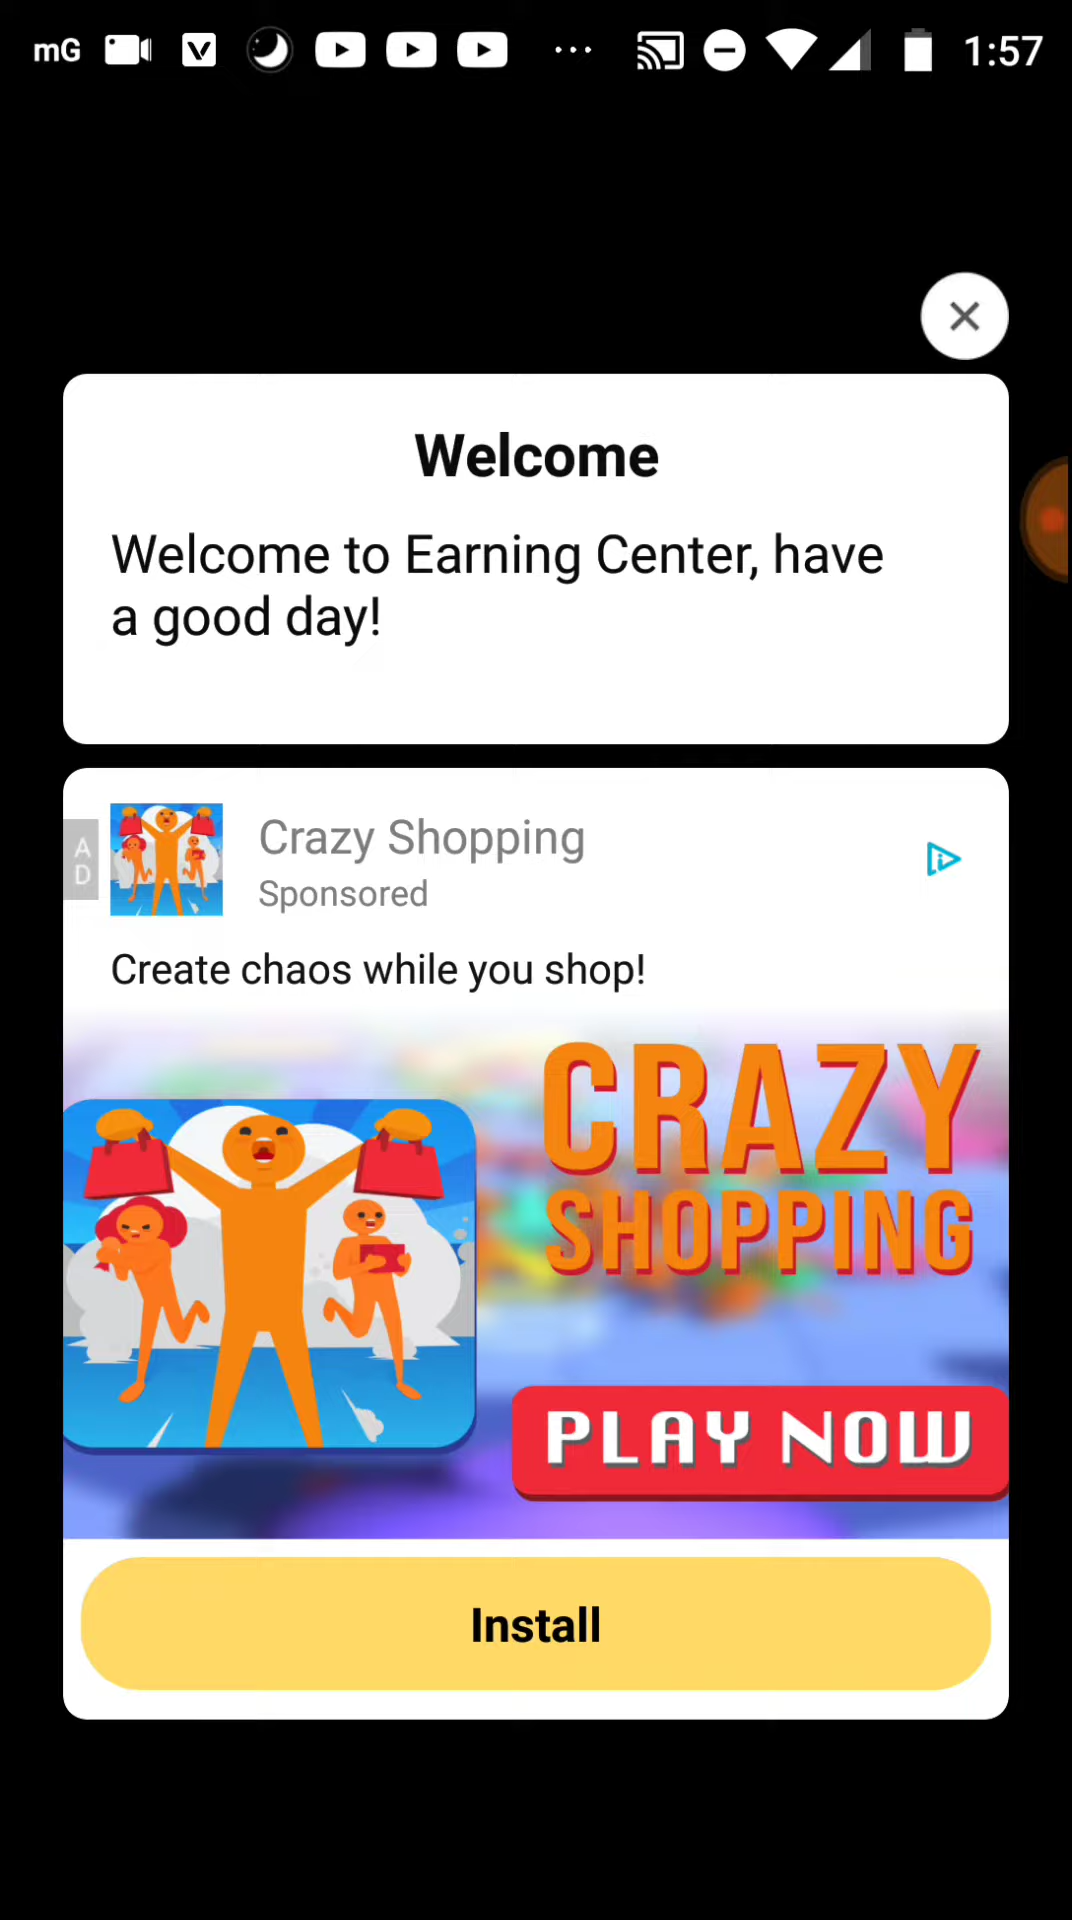 mG V ... 1:57
Welcome
Welcome to Earning Center, have
a good day!
AD
Crazy Shopping
Sponsored
Create chaos while you shop!
CRAZY
SHOPPING
PLAY NOW
Install